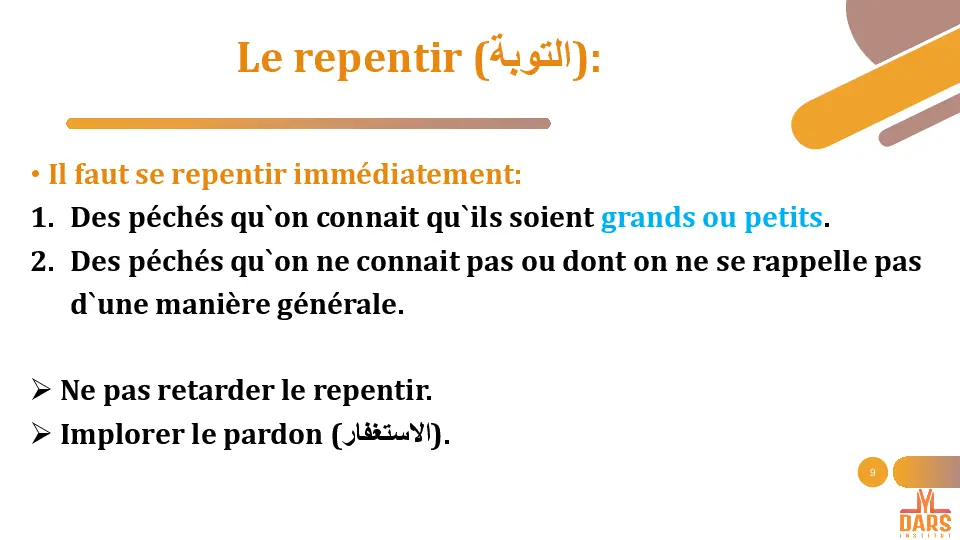 Le repentir (التوبة):
• Il faut se repentir immédiatement:
1. Des péchés qu`on connait qu`ils soient grands ou petits.
2. Des péchés qu`on ne connait pas ou dont on ne se rappelle pas
d`une manière générale.
➢ Ne pas retarder le repentir.
➢ Implorer le pardon (الاستغفار).
9
DARS
INSTITUT